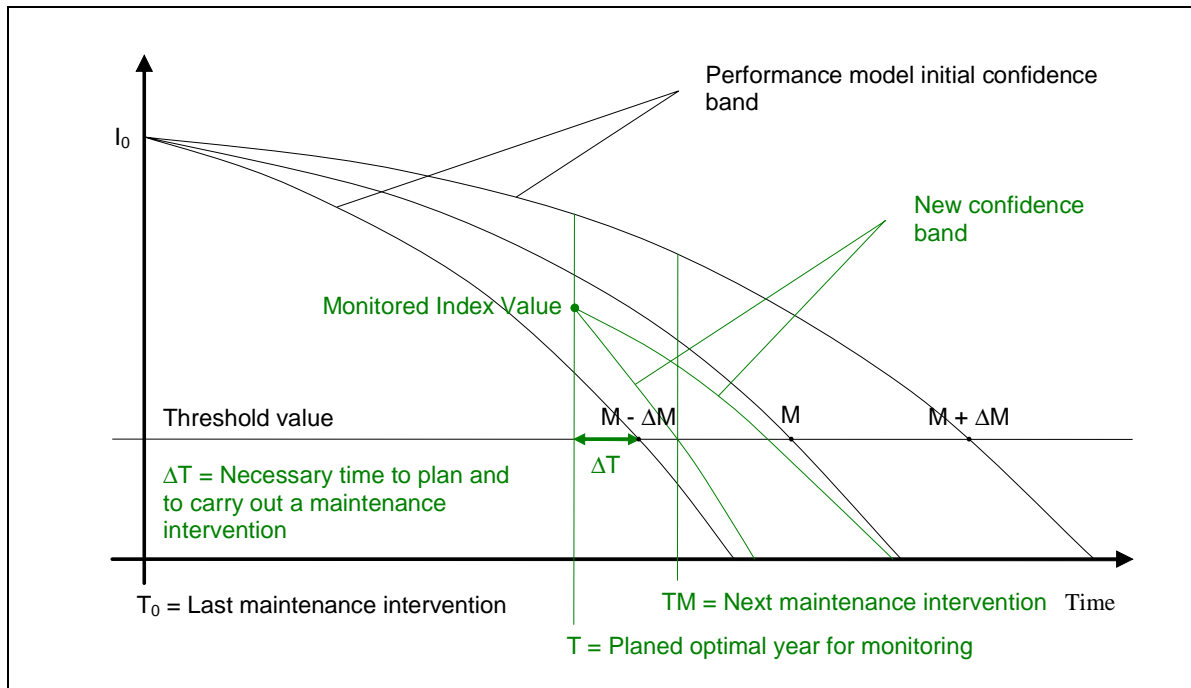 Performance model initial confidence
band
I₀
New confidence
band
Monitored Index Value
Threshold value
M - ΔM
M
M + ΔM
ΔT
ΔT = Necessary time to plan and
to carry out a maintenance
intervention
T₀ = Last maintenance intervention
TM = Next maintenance intervention
Time
T = Planed optimal year for monitoring